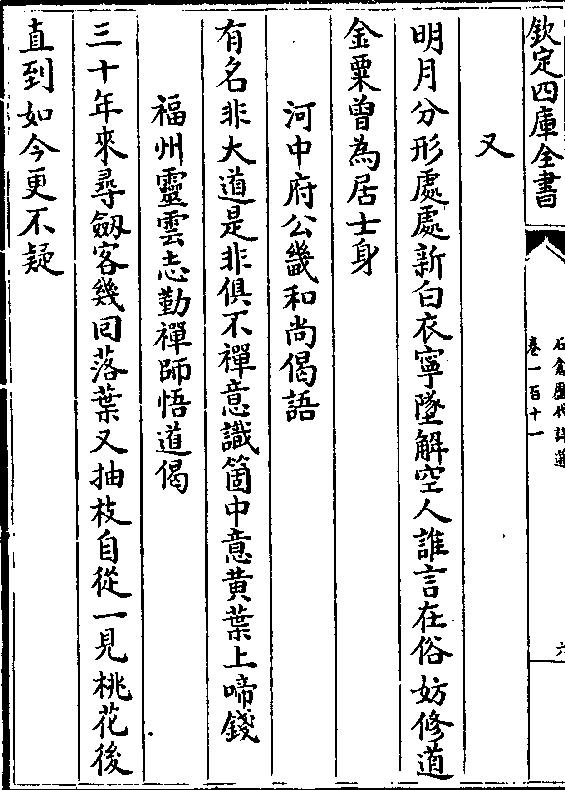 欽定四庫全書
石倉歷代詩選
卷一百十一
六
又
明月分形處處新白衣寧墜解空人誰言在俗妨修道
金粟曾為居士身
河中府公畿和尚偈語
有名非大道是非俱不禪意識箇中意黃葉上啼錢
福州靈雲志勤禪師悟道偈
三十年來尋劔客幾回落葉又抽枝自從一見桃花後
直到如今更不疑